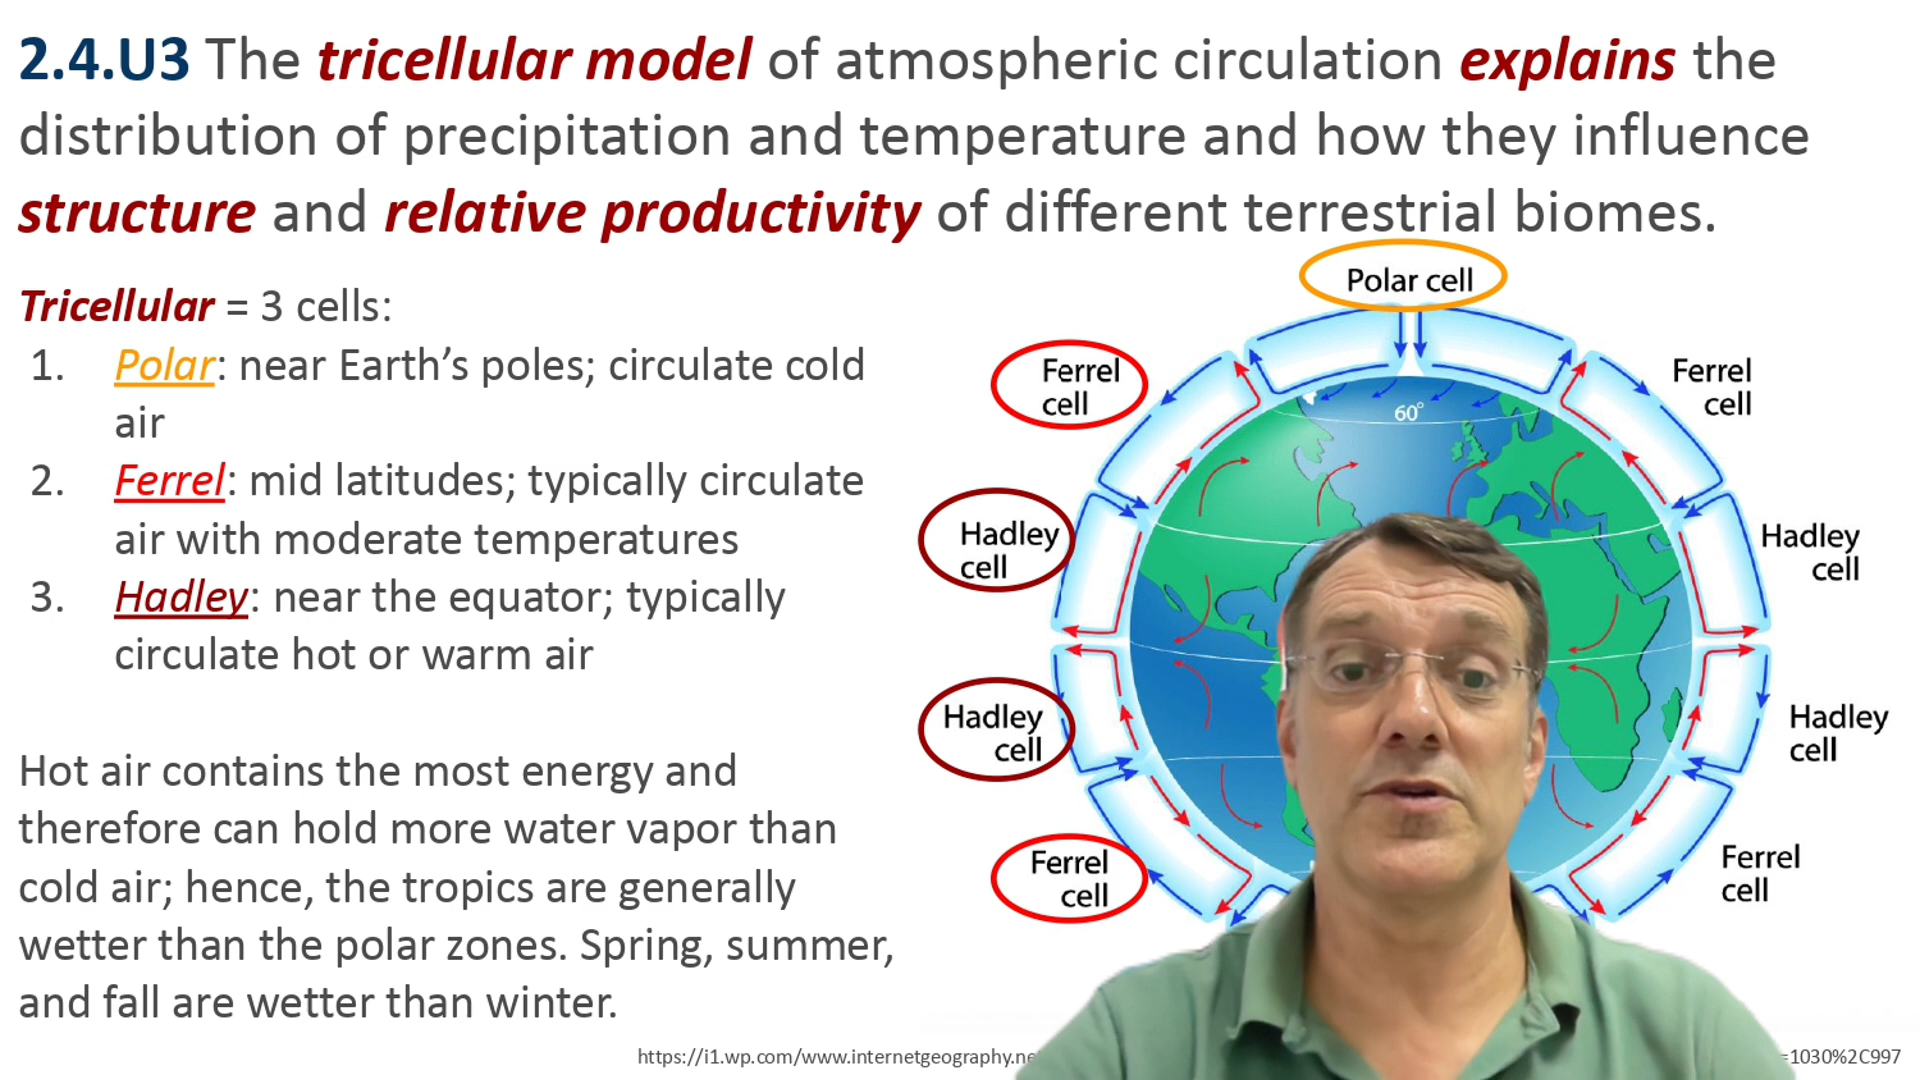 2.4.U3 The tricellular model of atmospheric circulation explains the
distribution of precipitation and temperature and how they influence
structure and relative productivity of different terrestrial biomes.
Tricellular = 3 cells:
1. Polar: near Earth’s poles; circulate cold
air
2. Ferrel: mid latitudes; typically circulate
air with moderate temperatures
3. Hadley: near the equator; typically
circulate hot or warm air
Hot air contains the most energy and
therefore can hold more water vapor than
cold air; hence, the tropics are generally
wetter than the polar zones. Spring, summer,
and fall are wetter than winter.
Polar cell
Ferrel
cell
Ferrel
cell
60°
Hadley
cell
Hadley
cell
Hadley
cell
Hadley
cell
Ferrel
cell
Ferrel
cell
https://i1.wp.com/www.internetgeography.ne
=1030%2C997